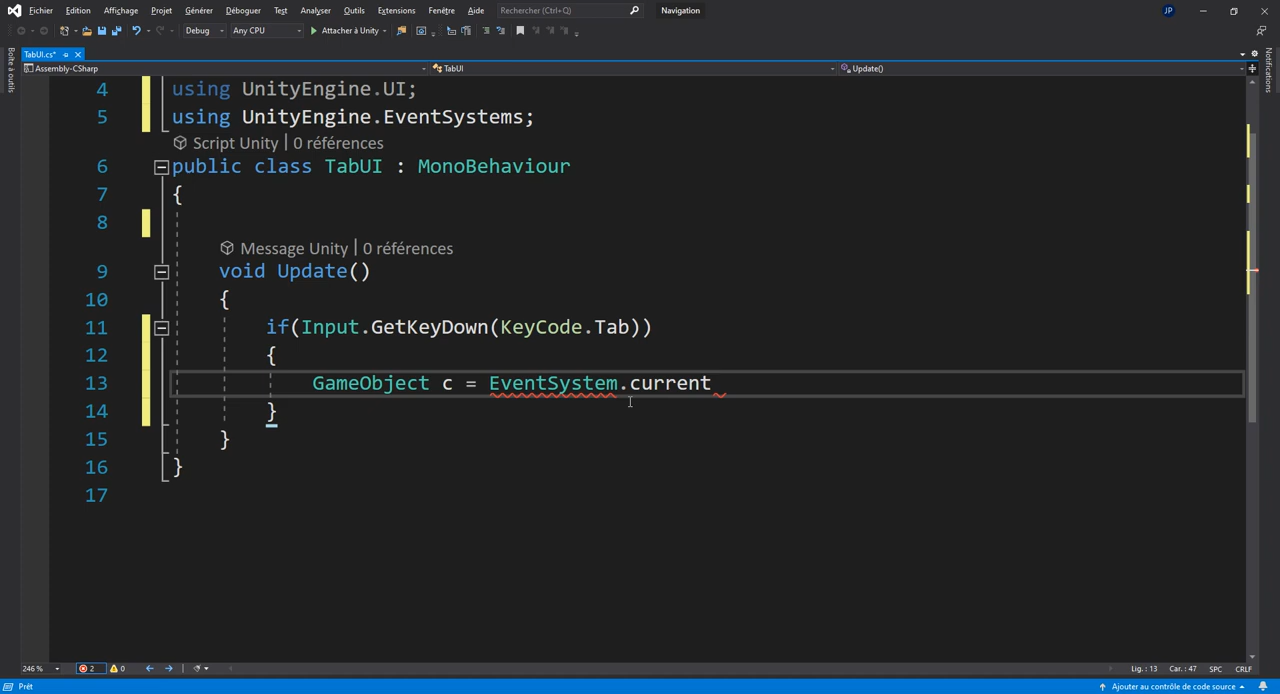 Fichier Edition Affichage Projet Générer Déboguer Test Analyser Outils Extensions Fenêtre Aide Rechercher (Ctrl+Q) Navigation JP
Debug Any CPU Attacher à Unity
Boîte à outils
TabUI.cs*
Notifications
Assembly-CSharp TabUI Update()
4 using UnityEngine.UI;
5 using UnityEngine.EventSystems;
Script Unity | 0 références
6 public class TabUI : MonoBehaviour
7 {
8
Message Unity | 0 références
9 void Update()
10 {
11 if(Input.GetKeyDown(KeyCode.Tab))
12 {
13 GameObject c = EventSystem.current
14 }
15 }
16 }
17
246 % 2 0 Lig. : 13 Car. : 47 SPC CRLF
Prêt Ajouter au contrôle de code source